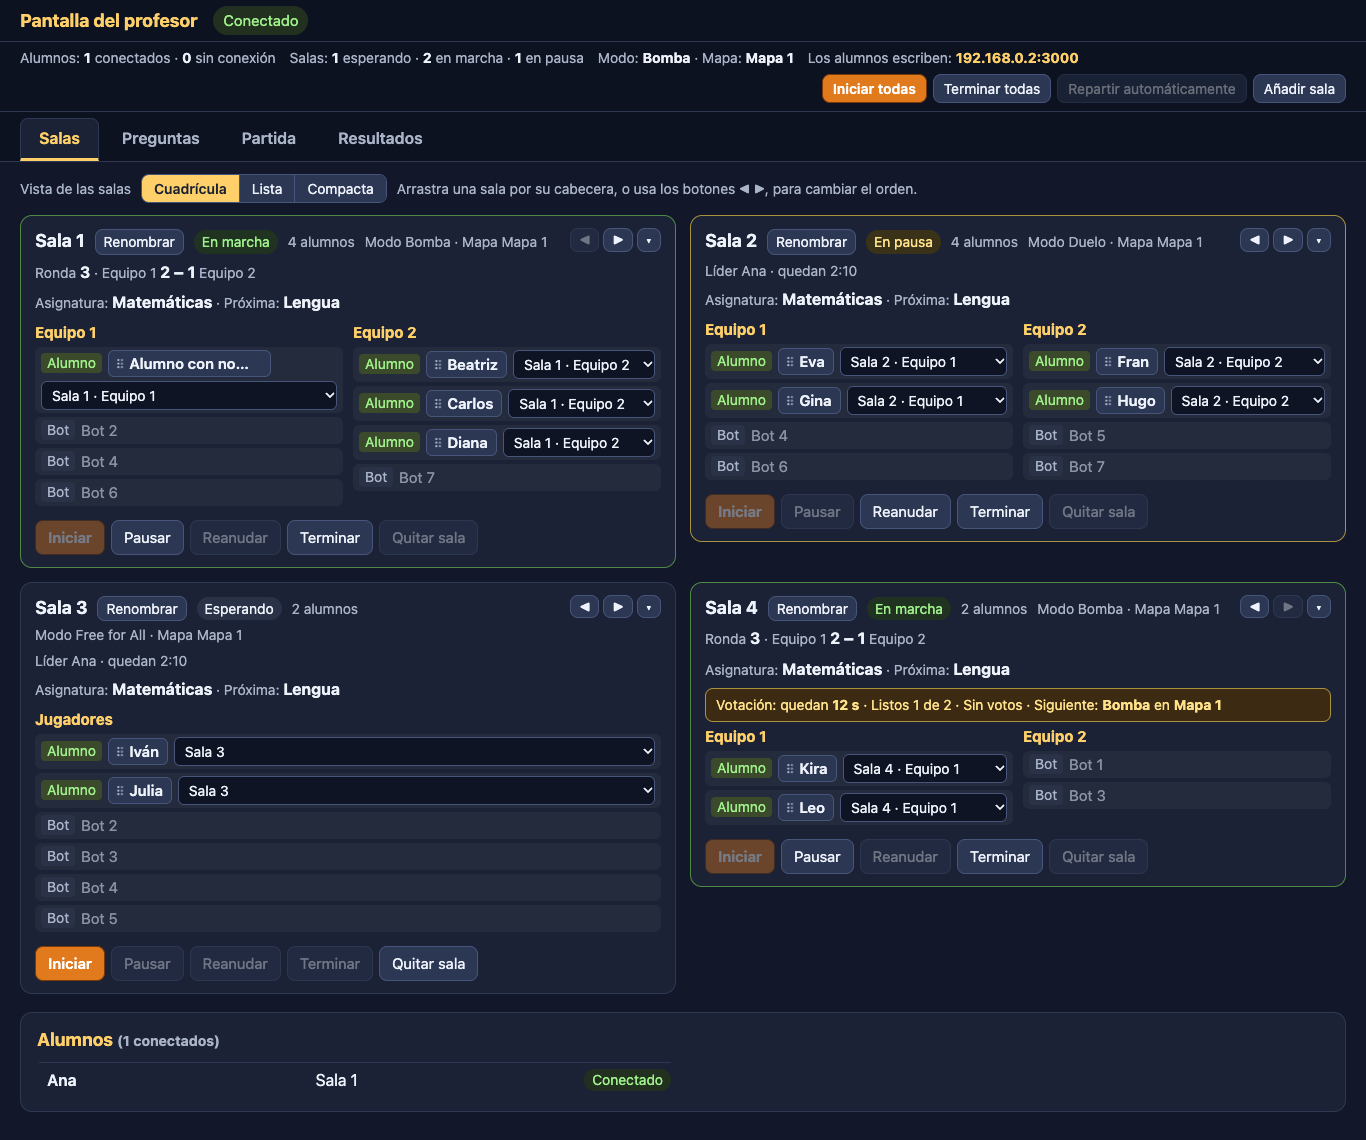 Pantalla del profesor Conectado
Alumnos: 1 conectados · 0 sin conexión Salas: 1 esperando · 2 en marcha · 1 en pausa Modo: Bomba · Mapa: Mapa 1 Los alumnos escriben: 192.168.0.2:3000
Iniciar todas Terminar todas Repartir automáticamente Añadir sala
Salas Preguntas Partida Resultados
Vista de las salas Cuadrícula Lista Compacta Arrastra una sala por su cabecera, o usa los botones ◀ ▶, para cambiar el orden.
Sala 1 Renombrar En marcha 4 alumnos Modo Bomba · Mapa Mapa 1
Ronda 3 · Equipo 1 2 – 1 Equipo 2
Asignatura: Matemáticas · Próxima: Lengua
Equipo 1
Alumno Alumno con no...
Sala 1 · Equipo 1
Bot Bot 2
Bot Bot 4
Bot Bot 6
Equipo 2
Alumno Beatriz Sala 1 · Equipo 2
Alumno Carlos Sala 1 · Equipo 2
Alumno Diana Sala 1 · Equipo 2
Bot Bot 7
Iniciar Pausar Reanudar Terminar Quitar sala
Sala 2 Renombrar En pausa 4 alumnos Modo Duelo · Mapa Mapa 1
Líder Ana · quedan 2:10
Asignatura: Matemáticas · Próxima: Lengua
Equipo 1
Alumno Eva Sala 2 · Equipo 1
Alumno Gina Sala 2 · Equipo 1
Bot Bot 4
Bot Bot 6
Equipo 2
Alumno Fran Sala 2 · Equipo 2
Alumno Hugo Sala 2 · Equipo 2
Bot Bot 5
Bot Bot 7
Iniciar Pausar Reanudar Terminar Quitar sala
Sala 3 Renombrar Esperando 2 alumnos
Modo Free for All · Mapa Mapa 1
Líder Ana · quedan 2:10
Asignatura: Matemáticas · Próxima: Lengua
Jugadores
Alumno Iván Sala 3
Alumno Julia Sala 3
Bot Bot 2
Bot Bot 3
Bot Bot 4
Bot Bot 5
Iniciar Pausar Reanudar Terminar Quitar sala
Sala 4 Renombrar En marcha 2 alumnos Modo Bomba · Mapa Mapa 1
Ronda 3 · Equipo 1 2 – 1 Equipo 2
Asignatura: Matemáticas · Próxima: Lengua
Votación: quedan 12 s · Listos 1 de 2 · Sin votos · Siguiente: Bomba en Mapa 1
Equipo 1
Alumno Kira Sala 4 · Equipo 1
Alumno Leo Sala 4 · Equipo 1
Equipo 2
Bot Bot 1
Bot Bot 3
Iniciar Pausar Reanudar Terminar Quitar sala
Alumnos (1 conectados)
Ana Sala 1 Conectado